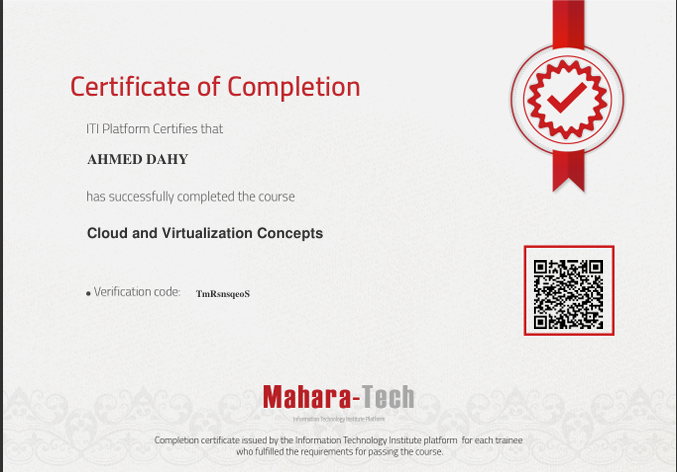 Certificate of Completion
ITI Platform Certifies that
AHMED DAHY
has successfully completed the course
Cloud and Virtualization Concepts
• Verification code: TmRsnsqeoS
Mahara-Tech
Information Technology Institute Platform
Completion certificate issued by the Information Technology Institute platform for each trainee
who fulfilled the requirements for passing the course.